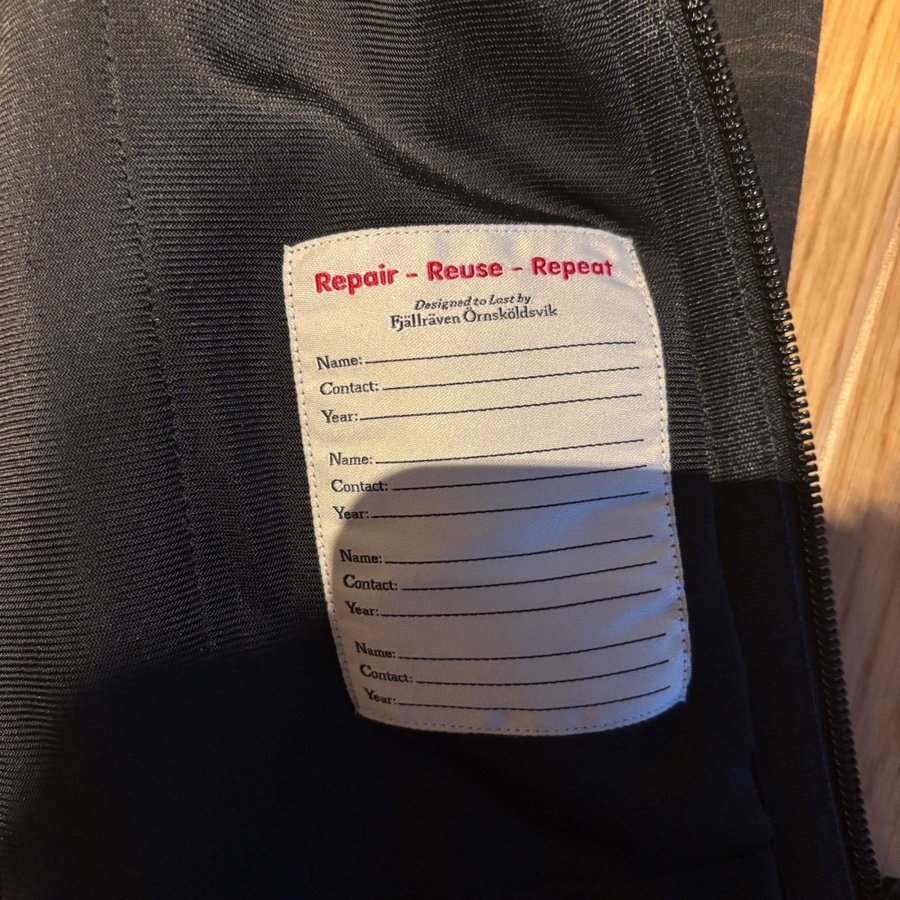 Repair - Reuse - Repeat
Designed to Last by
Fjällräven Örnsköldsvik
Name:
Contact:
Year:
Name:
Contact:
Year:
Name:
Contact:
Year:
Name:
Contact:
Year: